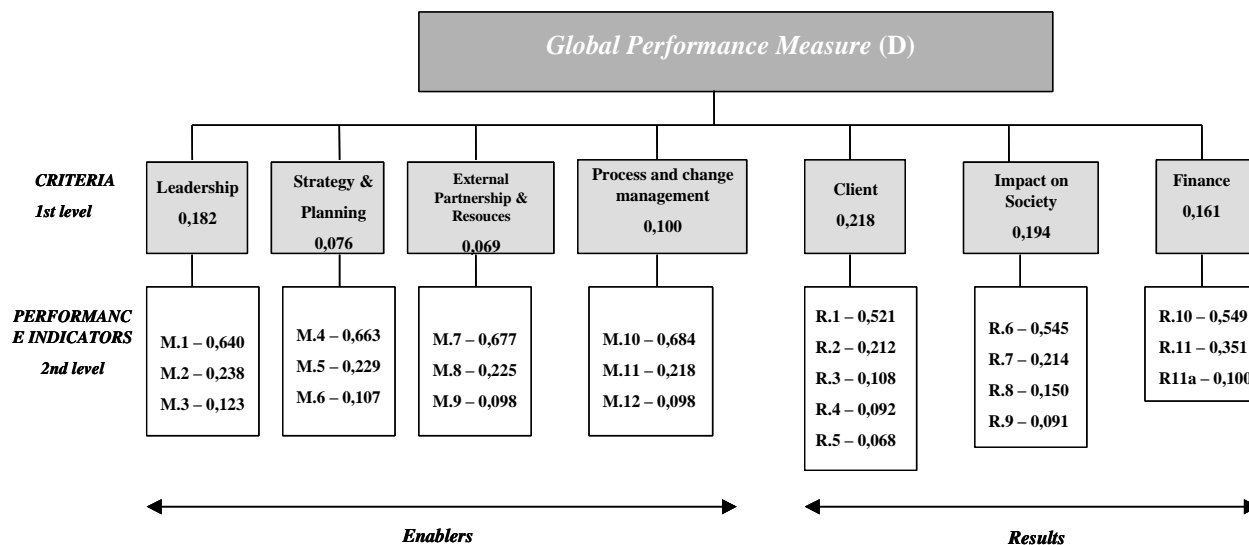 Global Performance Measure (D)
CRITERIA
1st level
Leadership
0,182
Strategy &
Planning
0,076
External
Partnership &
Resouces
0,069
Process and change
management
0,100
Client
0,218
Impact on
Society
0,194
Finance
0,161
PERFORMANC
E INDICATORS
2nd level
M.1 – 0,640
M.2 – 0,238
M.3 – 0,123
M.4 – 0,663
M.5 – 0,229
M.6 – 0,107
M.7 – 0,677
M.8 – 0,225
M.9 – 0,098
M.10 – 0,684
M.11 – 0,218
M.12 – 0,098
R.1 – 0,521
R.2 – 0,212
R.3 – 0,108
R.4 – 0,092
R.5 – 0,068
R.6 – 0,545
R.7 – 0,214
R.8 – 0,150
R.9 – 0,091
R.10 – 0,549
R.11 – 0,351
R11a – 0,100
Enablers
Results